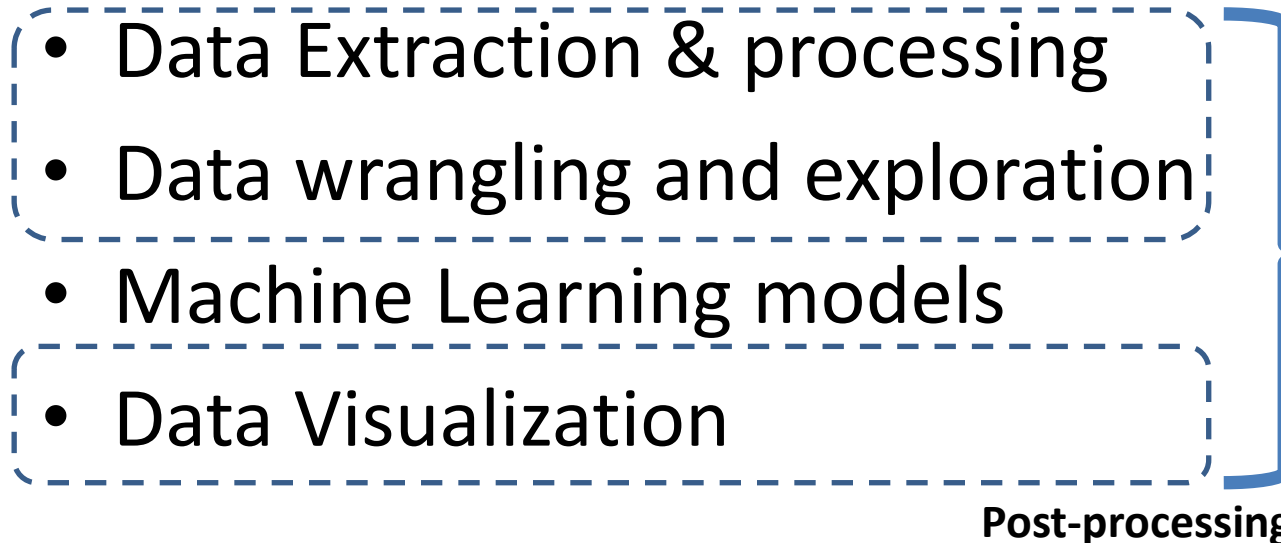 • Data Extraction & processing
• Data wrangling and exploration
• Machine Learning models
• Data Visualization
Post-processing